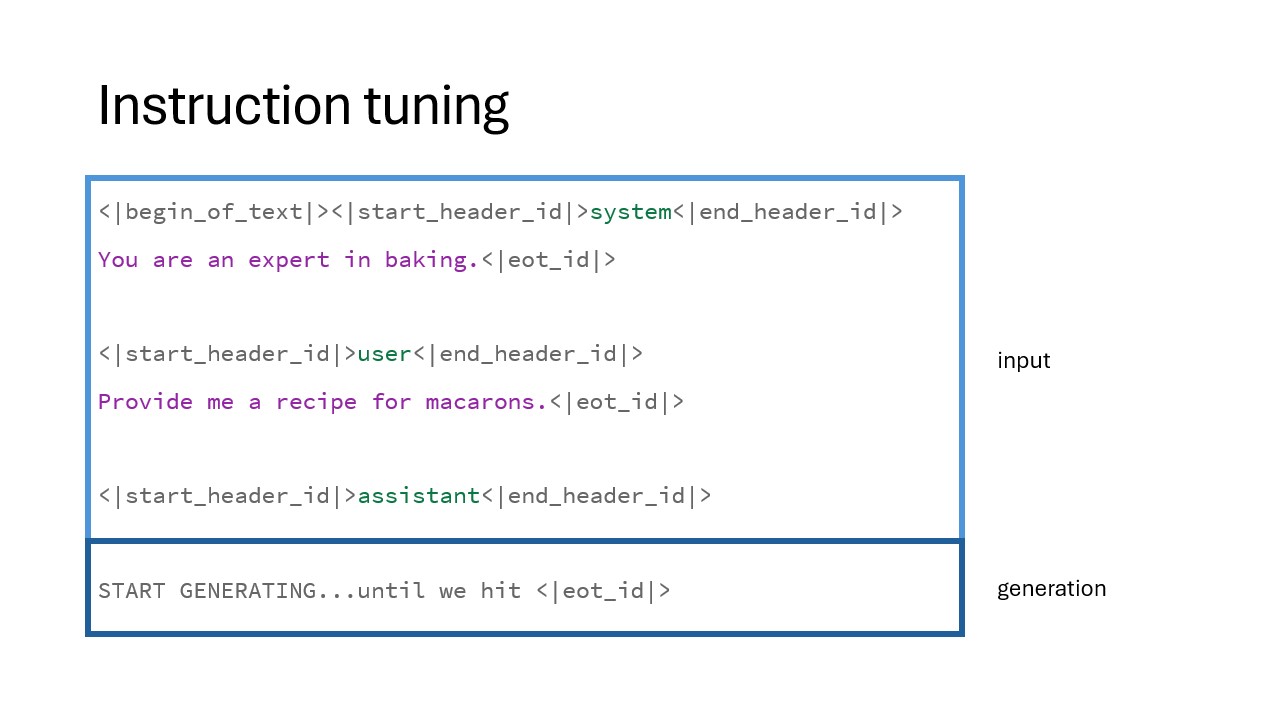 Instruction tuning
<|begin_of_text|><|start_header_id|>system<|end_header_id|>
You are an expert in baking.<|eot_id|>
<|start_header_id|>user<|end_header_id|>
input
Provide me a recipe for macarons.<|eot_id|>
<|start_header_id|>assistant<|end_header_id|>
START GENERATING...until we hit <|eot_id|>
generation